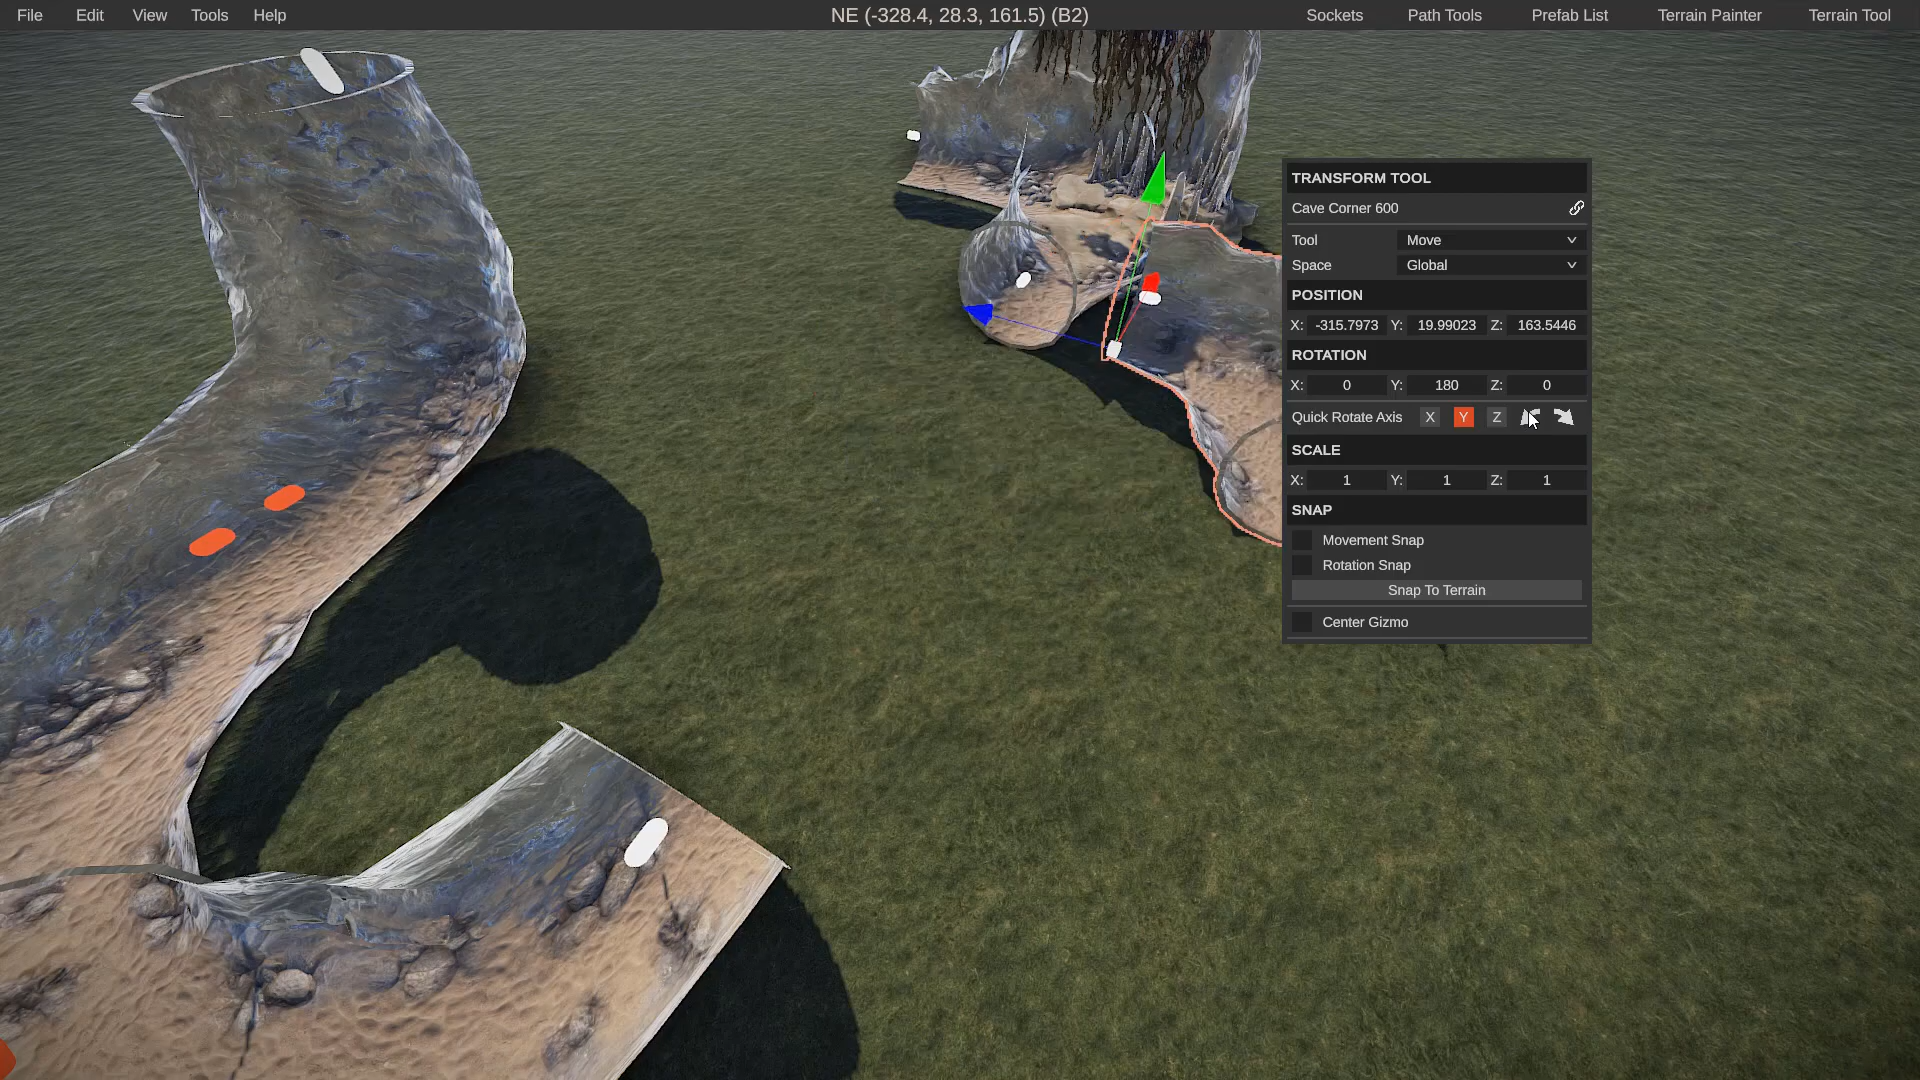 File Edit View Tools Help NE (-328.4, 28.3, 161.5) (B2) Sockets Path Tools Prefab List Terrain Painter Terrain Tool
TRANSFORM TOOL
Cave Corner 600
Tool Move
Space Global
POSITION
X: -315.7973 Y: 19.99023 Z: 163.5446
ROTATION
X: 0 Y: 180 Z: 0
Quick Rotate Axis X Y Z
SCALE
X: 1 Y: 1 Z: 1
SNAP
Movement Snap
Rotation Snap
Snap To Terrain
Center Gizmo